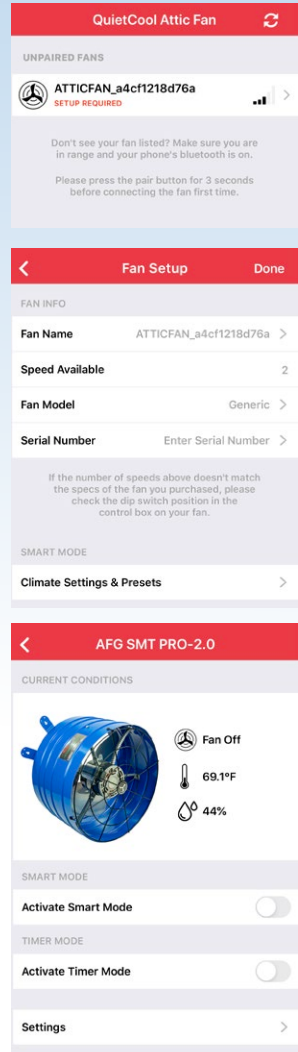 QuietCool Attic Fan
UNPAIRED FANS
ATTICFAN_a4cf1218d76a
SETUP REQUIRED
Don't see your fan listed? Make sure you are
in range and your phone's bluetooth is on.
Please press the pair button for 3 seconds
before connecting the fan first time.
Fan Setup Done
FAN INFO
Fan Name ATTICFAN_a4cf1218d76a
Speed Available 2
Fan Model Generic
Serial Number Enter Serial Number
If the number of speeds above doesn't match
the specs of the fan you purchased, please
check the dip switch position in the
control box on your fan.
SMART MODE
Climate Settings & Presets
AFG SMT PRO-2.0
CURRENT CONDITIONS
Fan Off
69.1°F
44%
SMART MODE
Activate Smart Mode
TIMER MODE
Activate Timer Mode
Settings